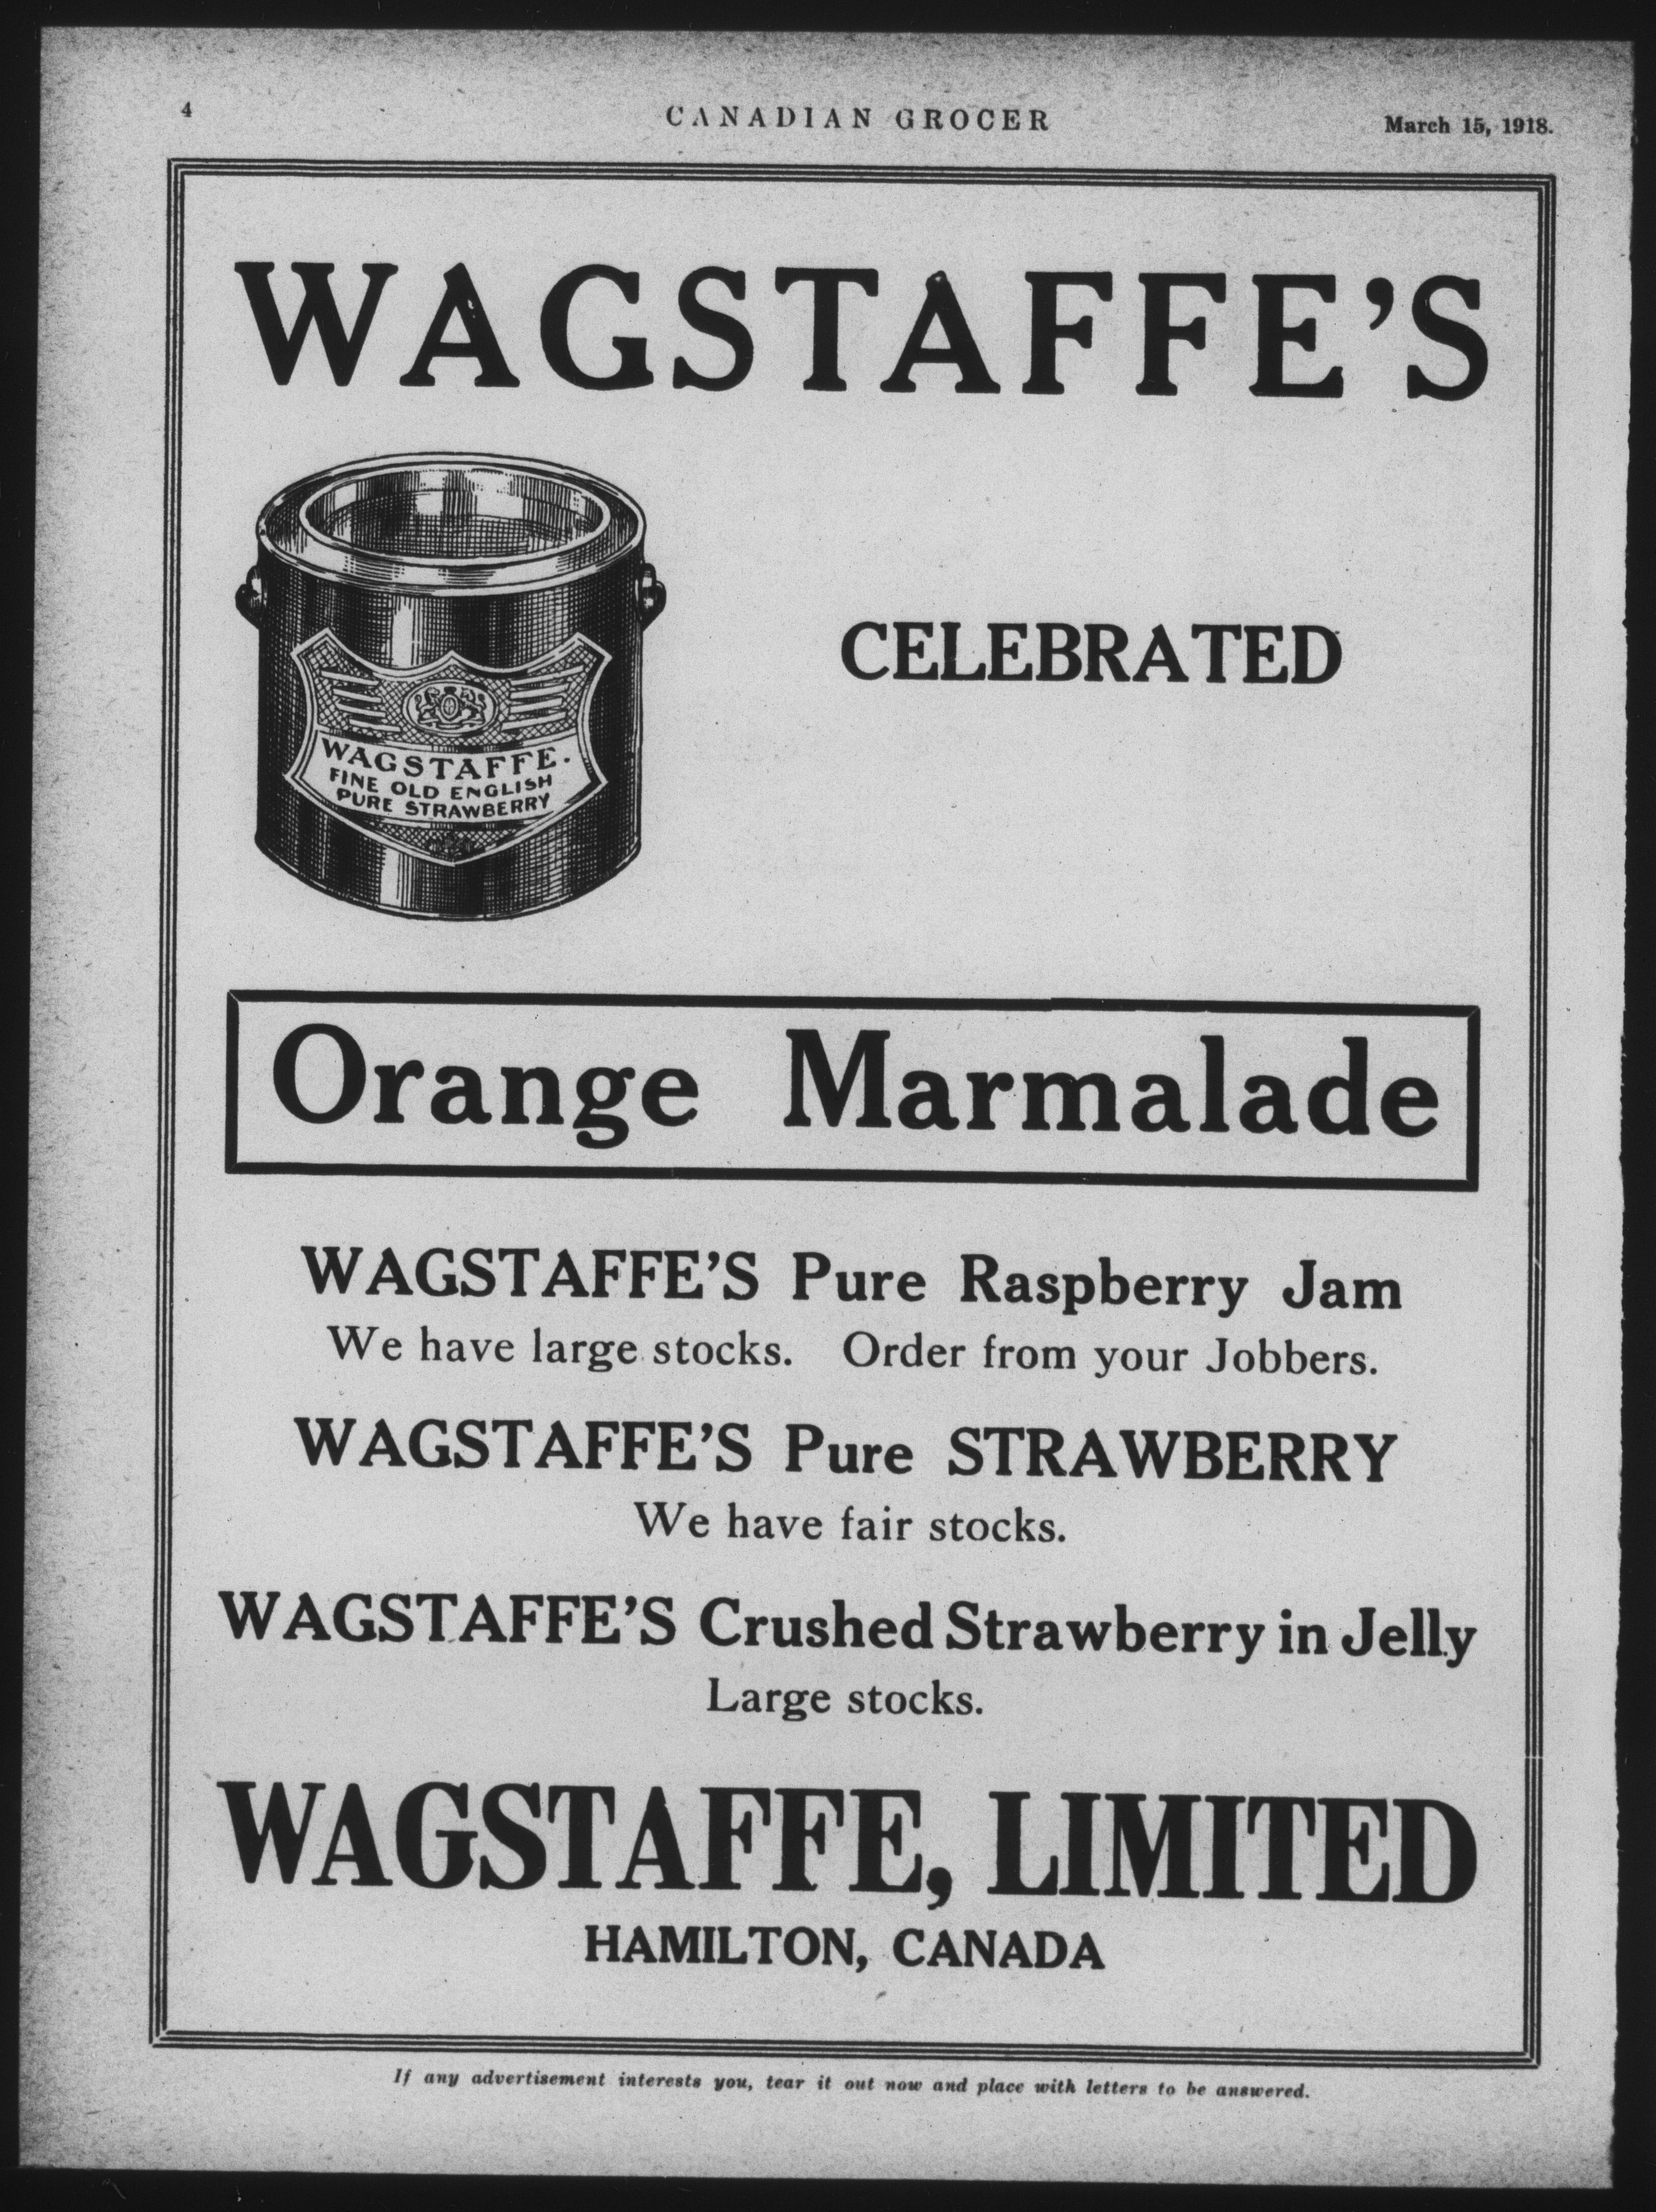 4
CANADIAN GROCER
March 15, 1918.
WAGSTAFFE'S
CELEBRATED
WAGSTAFFE.
FINE OLD ENGLISH
PURE STRAWBERRY
Orange Marmalade
WAGSTAFFE'S Pure Raspberry Jam
We have large stocks. Order from your Jobbers.
WAGSTAFFE'S Pure STRAWBERRY
We have fair stocks.
WAGSTAFFE'S Crushed Strawberry in Jelly
Large stocks.
WAGSTAFFE, LIMITED
HAMILTON, CANADA
If any advertisement interests you, tear it out now and place with letters to be answered.